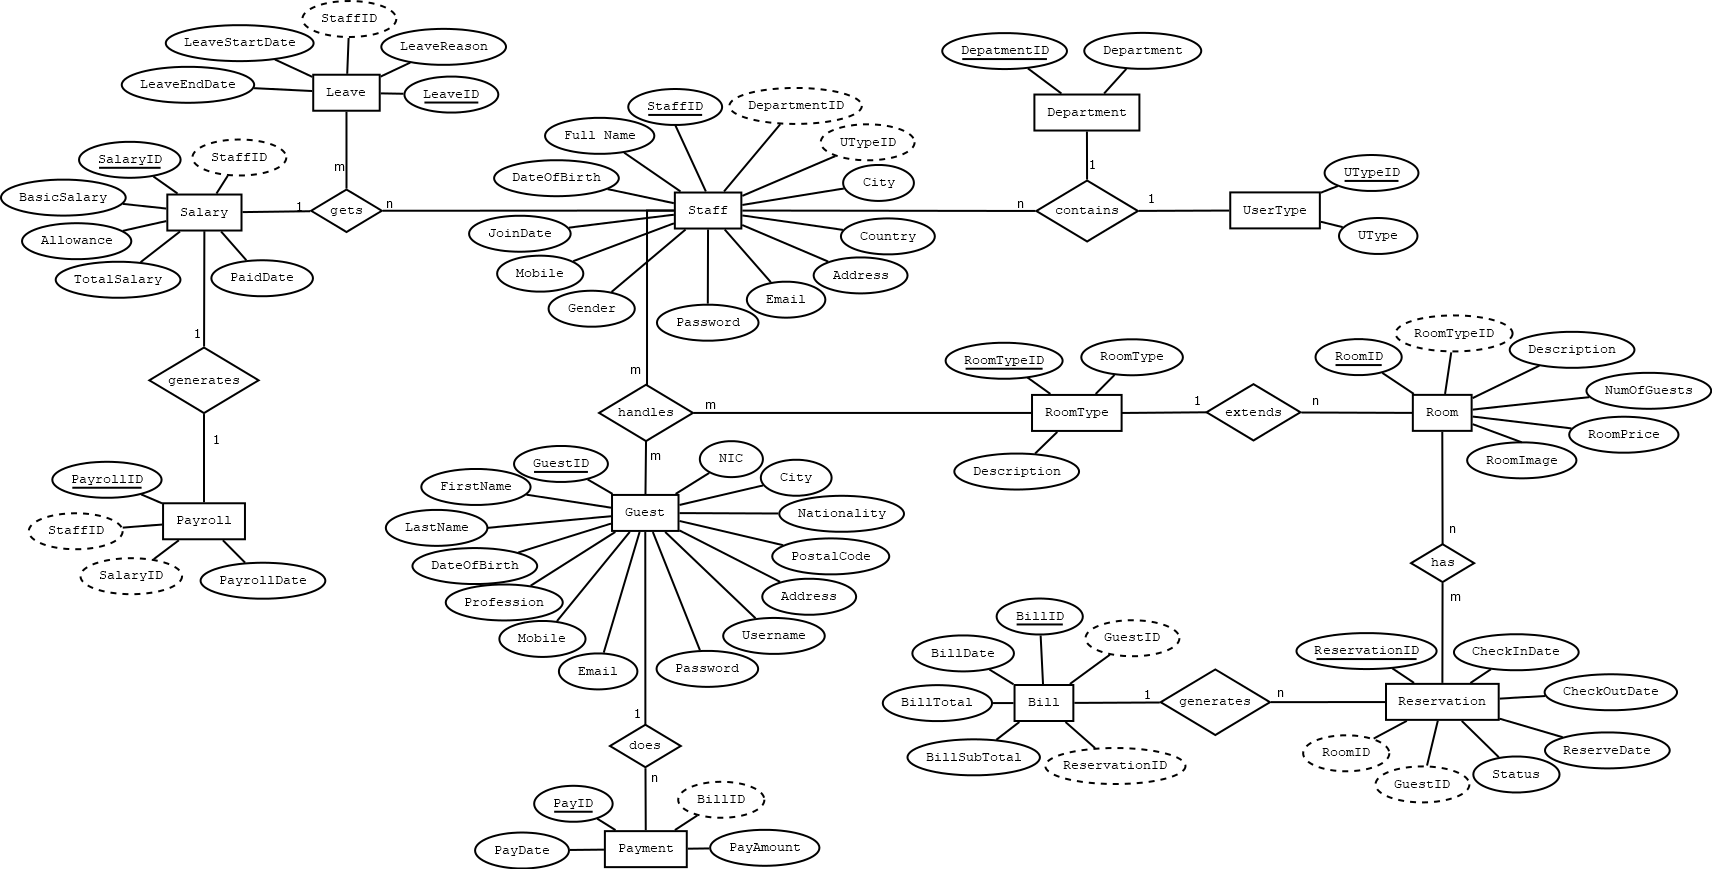 StaffID
LeaveStartDate
LeaveReason
LeaveEndDate
Leave
LeaveID
DepatmentID
Department
Department
StaffID
DepartmentID
Full Name
UTypeID
DateOfBirth
City
Staff
JoinDate
Country
Mobile
Address
Gender
Email
Password
SalaryID
StaffID
BasicSalary
Salary
Allowance
TotalSalary
PaidDate
m
1
gets
n
n
contains
1
1
UTypeID
UserType
UType
1
generates
1
m
handles
m
m
RoomTypeID
RoomType
RoomType
Description
1
extends
n
RoomTypeID
RoomID
Description
NumOfGuests
Room
RoomPrice
RoomImage
PayrollID
Payroll
StaffID
SalaryID
PayrollDate
GuestID
NIC
FirstName
City
Guest
Nationality
LastName
PostalCode
DateOfBirth
Address
Profession
Username
Mobile
Email
Password
n
has
m
BillID
GuestID
BillDate
BillTotal
Bill
BillSubTotal
ReservationID
1
generates
n
ReservationID
CheckInDate
CheckOutDate
Reservation
RoomID
ReserveDate
Status
GuestID
1
does
n
PayID
BillID
PayDate
Payment
PayAmount